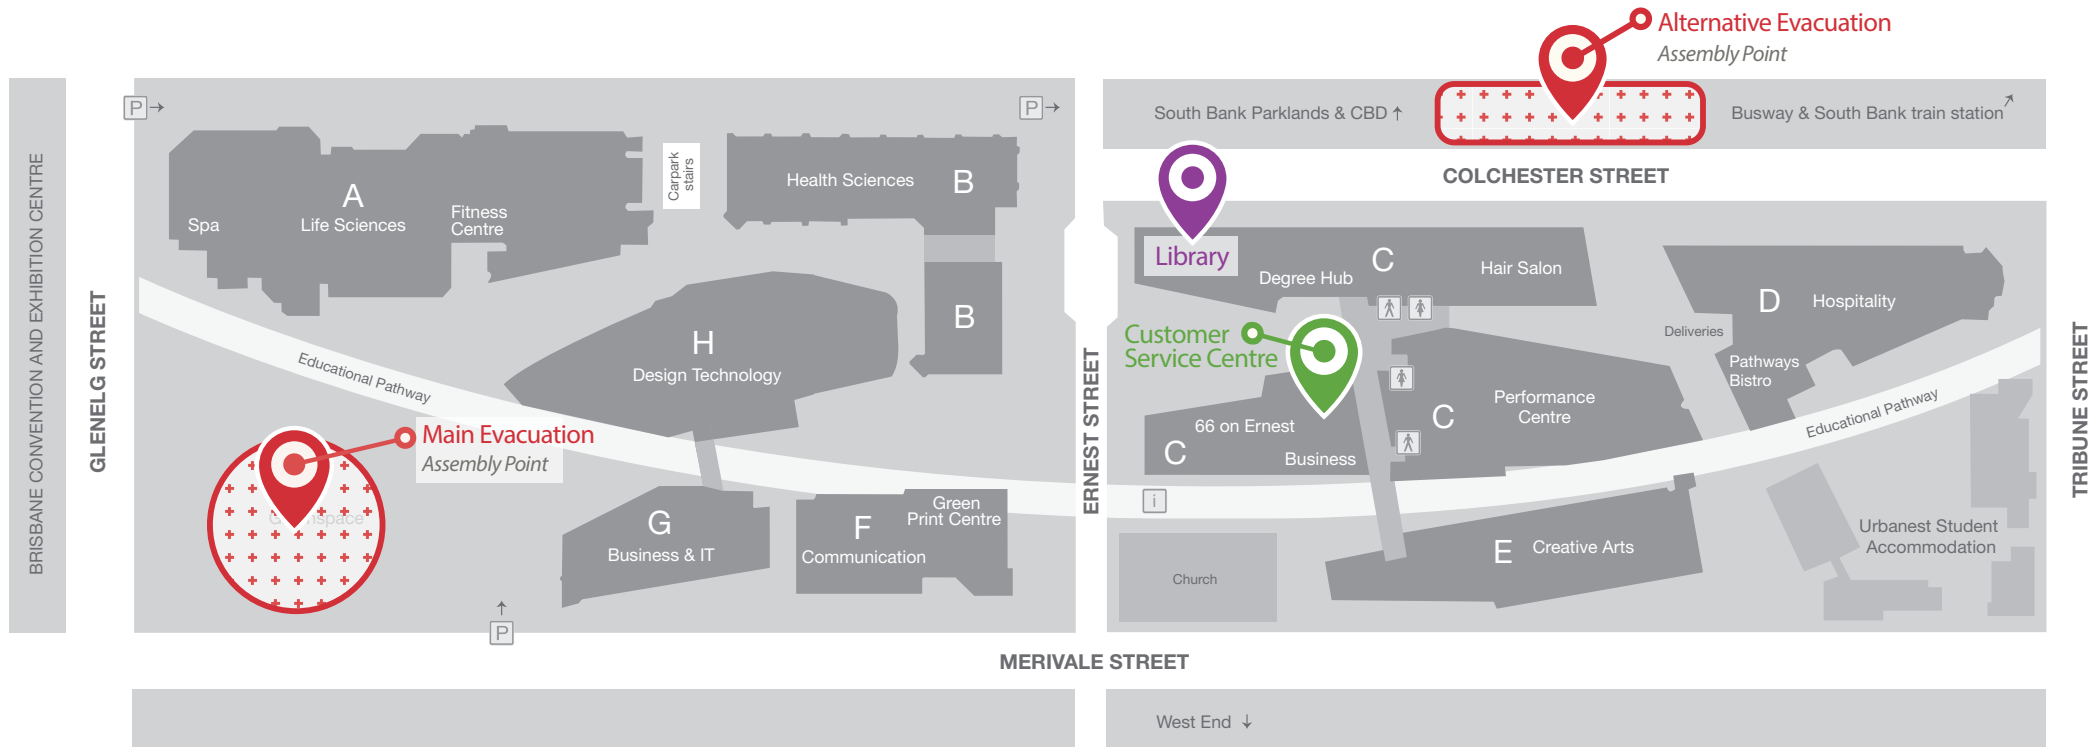 Alternative Evacuation
Assembly Point
P→
P→
South Bank Parklands & CBD ↑
Busway & South Bank train station ↗
COLCHESTER STREET
BRISBANE CONVENTION AND EXHIBITION CENTRE
GLENELG STREET
A
Life Sciences
Spa
Fitness
Centre
Carpark
stairs
Health Sciences
B
B
Library
Degree Hub
C
Hair Salon
D
Hospitality
Deliveries
Pathways
Bistro
Customer
Service Centre
H
Design Technology
Educational Pathway
Main Evacuation
Assembly Point
ERNEST STREET
66 on Ernest
C
Business
C
Performance
Centre
Educational Pathway
TRIBUNE STREET
G
Business & IT
F
Communication
Green
Print Centre
i
Church
E
Creative Arts
Urbanest Student
Accommodation
↑
P
MERIVALE STREET
West End ↓